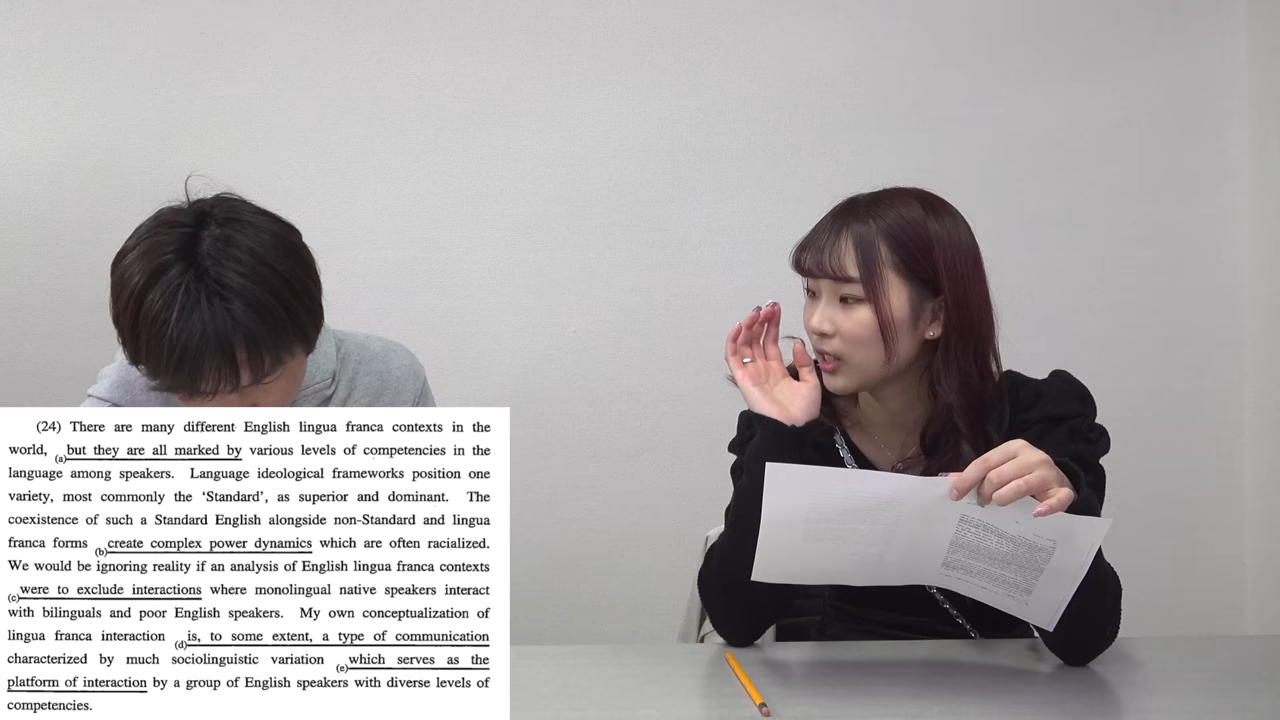 (24) There are many different English lingua franca contexts in the
world, (a)but they are all marked by various levels of competencies in the
language among speakers. Language ideological frameworks position one
variety, most commonly the ‘Standard’, as superior and dominant. The
coexistence of such a Standard English alongside non-Standard and lingua
franca forms (b)create complex power dynamics which are often racialized.
We would be ignoring reality if an analysis of English lingua franca contexts
(c)were to exclude interactions where monolingual native speakers interact
with bilinguals and poor English speakers. My own conceptualization of
lingua franca interaction (d)is, to some extent, a type of communication
characterized by much sociolinguistic variation (e)which serves as the
platform of interaction by a group of English speakers with diverse levels of
competencies.